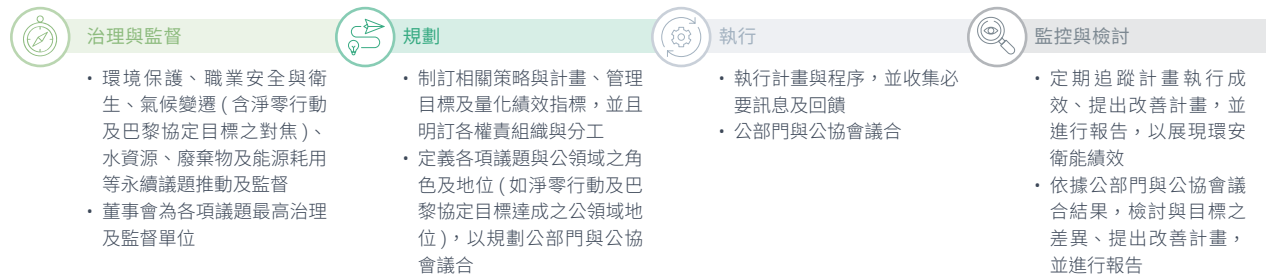 治理與監督
• 環境保護、職業安全與衛
生、氣候變遷 ( 含淨零行動
及巴黎協定目標之對焦 )、
水資源、廢棄物及能源耗用
等永續議題推動及監督
• 董事會為各項議題最高治理
及監督單位
規劃
• 制訂相關策略與計畫、管理
目標及量化績效指標，並且
明訂各權責組織與分工
• 定義各項議題與公領域之角
色及地位 ( 如淨零行動及巴
黎協定目標達成之公領域地
位 )，以規劃公部門與公協
會議合
執行
• 執行計畫與程序，並收集必
要訊息及回饋
• 公部門與公協會議合
監控與檢討
• 定期追蹤計畫執行成
效、提出改善計畫，並
進行報告，以展現環安
衛能績效
• 依據公部門與公協會議
合結果，檢討與目標之
差異、提出改善計畫，
並進行報告